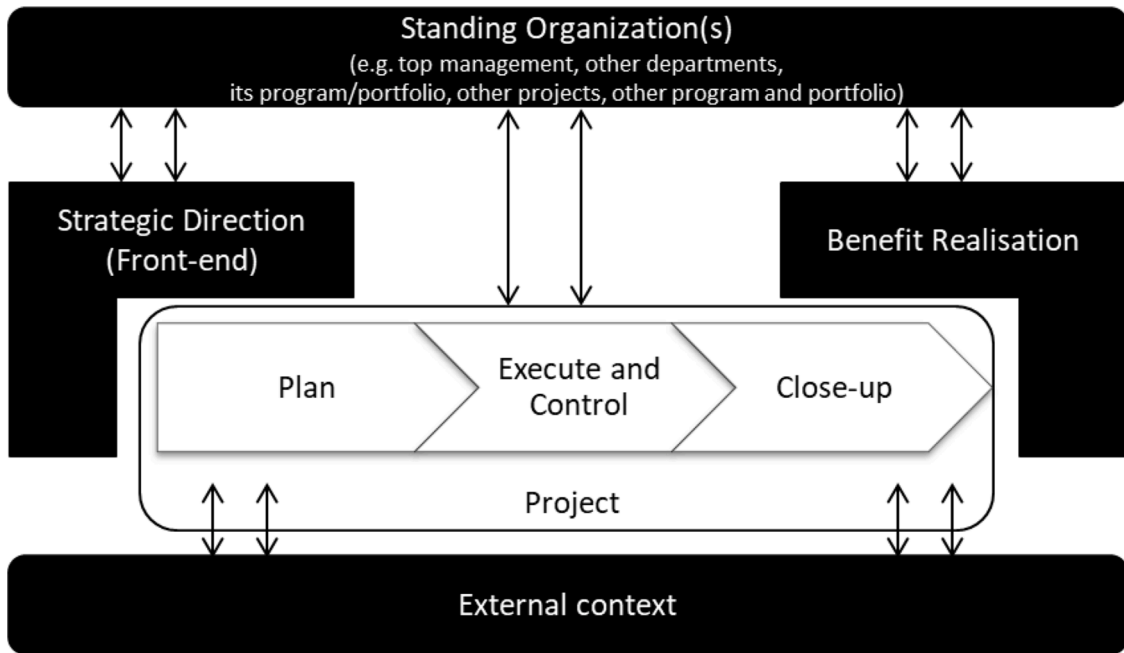 Standing Organization(s)
(e.g. top management, other departments,
its program/portfolio, other projects, other program and portfolio)
Strategic Direction
(Front-end)
Benefit Realisation
Plan
Execute and
Control
Close-up
Project
External context